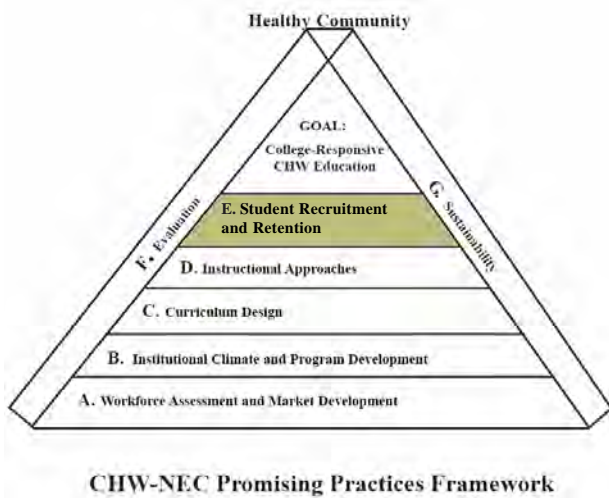 Healthy Community
GOAL:
College-Responsive
CHW Education
E. Student Recruitment
and Retention
F. Evaluation
G. Sustainability
D. Instructional Approaches
C. Curriculum Design
B. Institutional Climate and Program Development
A. Workforce Assessment and Market Development
CHW-NEC Promising Practices Framework